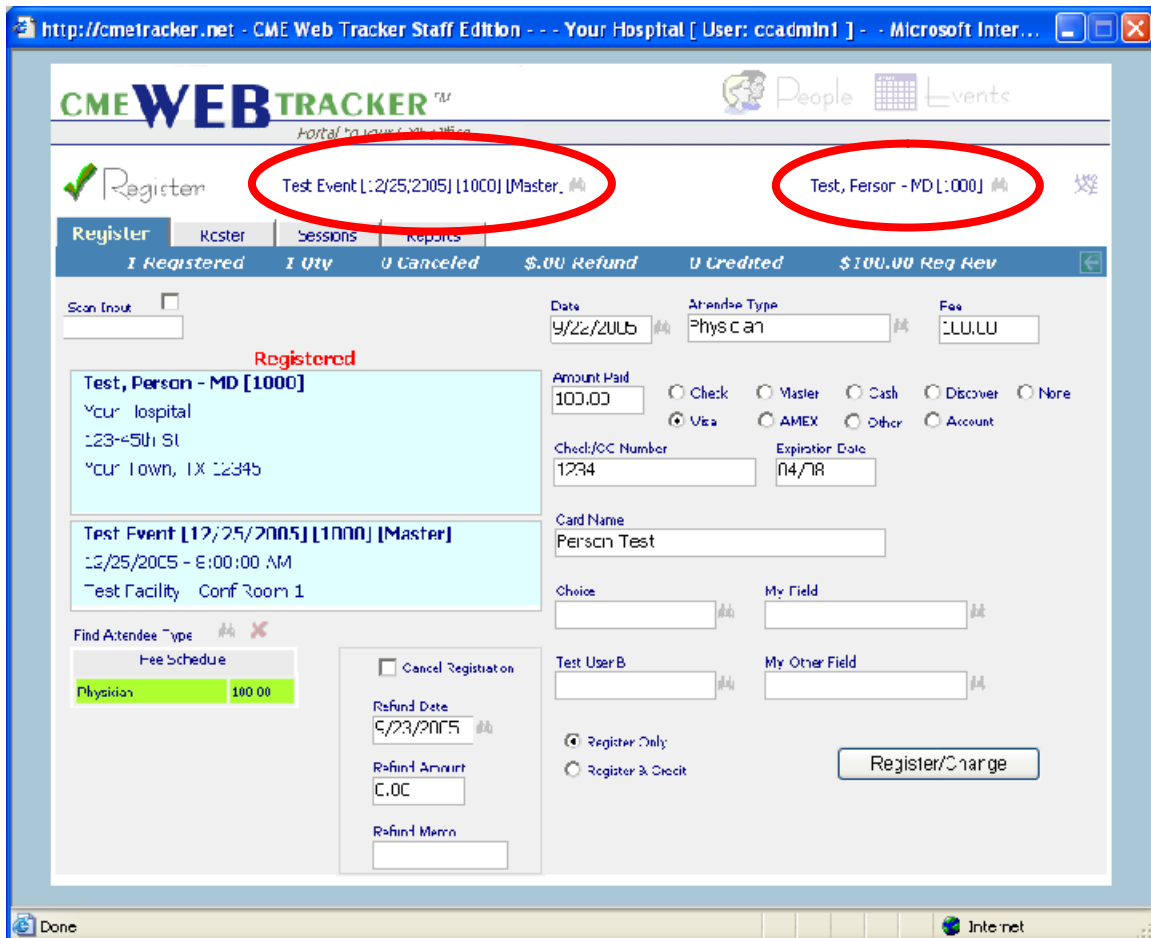 http://cmetracker.net - CME Web Tracker Staff Edition - - - Your Hospital [ User: ccadmin1 ] - - Microsoft Inter...
CME WEB TRACKER ™
People Events
Portal to your CME Office
Register
Test Event [12/25/2005] [1000] [Master]
Test, Person - MD [1000]
Register Roster Sessions Reports
1 Registered 1 Qty 0 Canceled $.00 Refund 0 Credited $100.00 Reg Rev
Scan Input
Date Attendee Type Fee
9/22/2005 Physician 100.00
Registered
Test, Person - MD [1000]
Your Hospital
123-45th St
Your Town, TX 12345
Amount Paid
100.00
Check Master Cash Discover None
Visa AMEX Other Account
Check/CC Number Expiration Date
1234 04/08
Test Event [12/25/2005] [1000] [Master]
12/25/2005 - 8:00:00 AM
Test Facility Conf Room 1
Card Name
Person Test
Choice My Field
Find Attendee Type
Fee Schedule
Physician 100.00
Cancel Registration
Refund Date
9/23/2005
Refund Amount
0.00
Refund Memo
Test User B My Other Field
Register Only
Register & Credit
Register/Change
Done
Internet